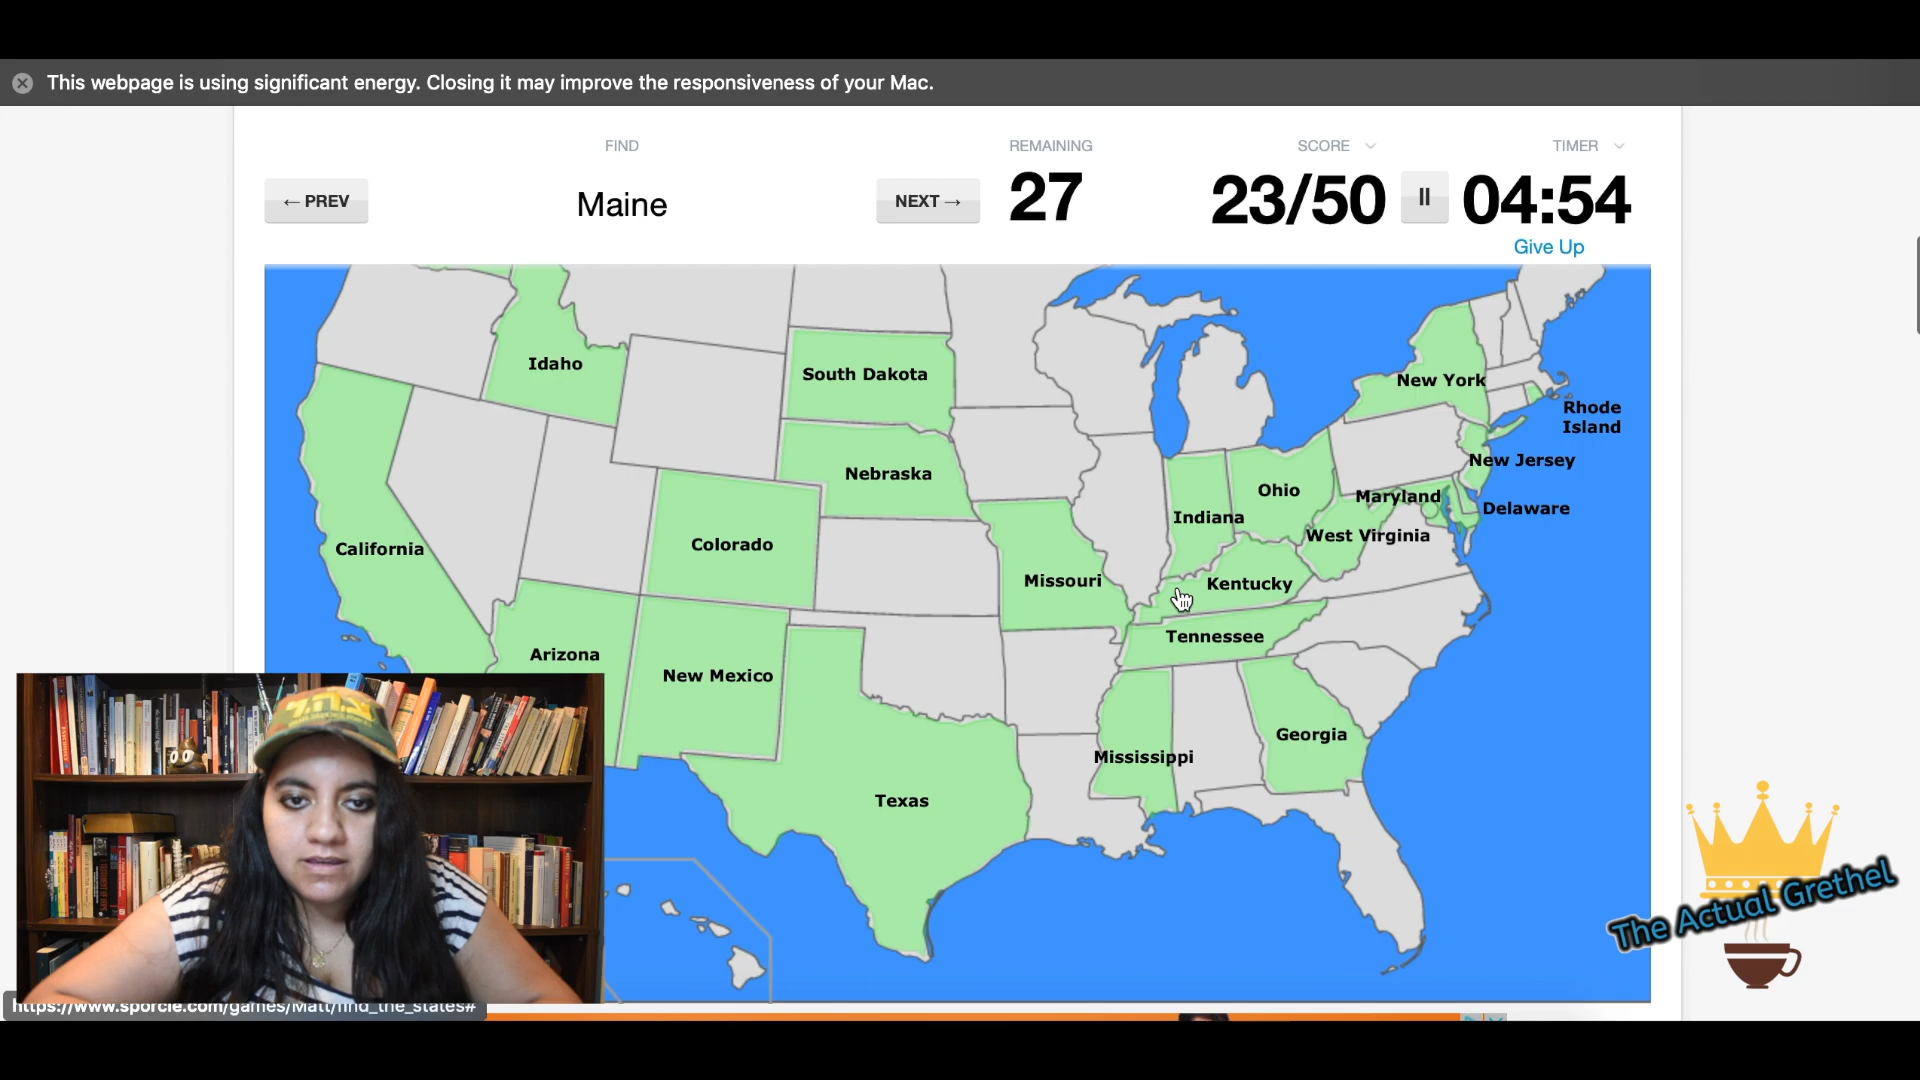 This webpage is using significant energy. Closing it may improve the responsiveness of your Mac.
FIND
REMAINING
SCORE
TIMER
← PREV
Maine
NEXT →
27
23/50
04:54
Give Up
Idaho
South Dakota
New York
Rhode
Island
Nebraska
New Jersey
Ohio
Maryland
Delaware
Indiana
West Virginia
California
Colorado
Missouri
Kentucky
Tennessee
Arizona
New Mexico
Georgia
Mississippi
Texas
The Actual Grethel
https://www.sporcle.com/games/Matt/find_the_states#